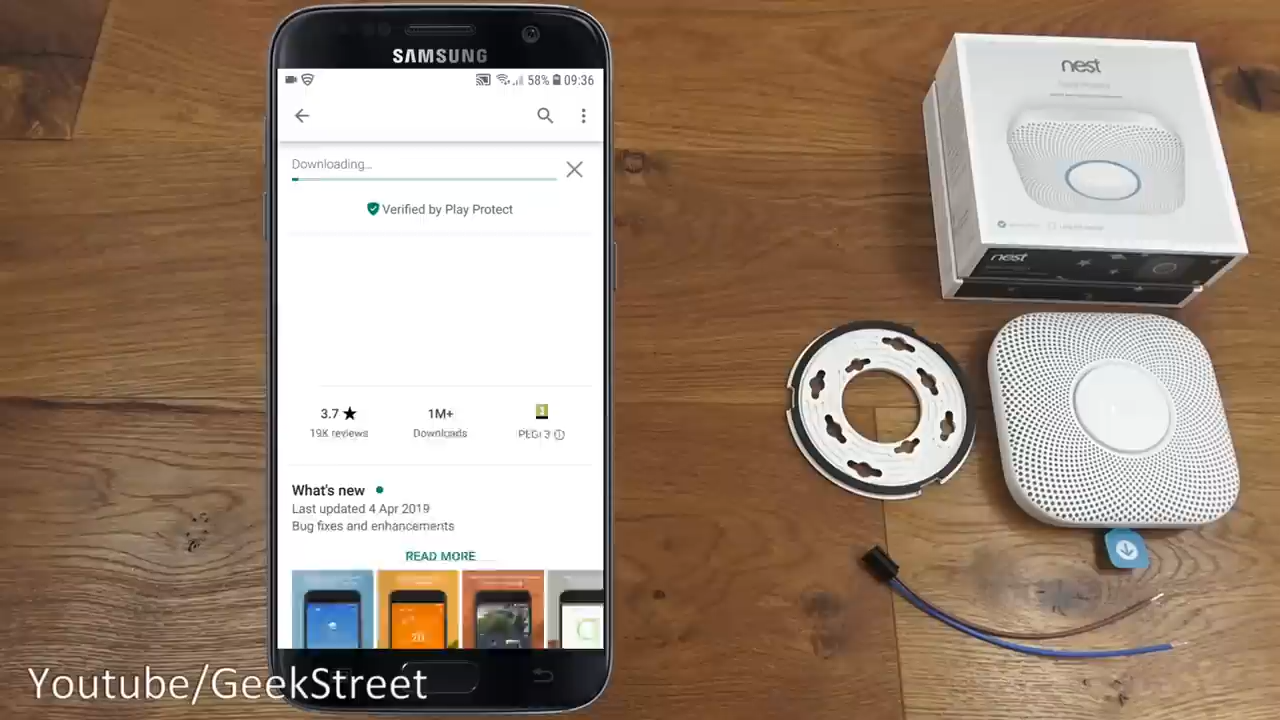 SAMSUNG
58% 09:36
Downloading...
Verified by Play Protect
3.7 ★ 1M+
19K reviews Downloads PEGI 3
What's new
Last updated 4 Apr 2019
Bug fixes and enhancements
READ MORE
20
nest
nest
Youtube/GeekStreet